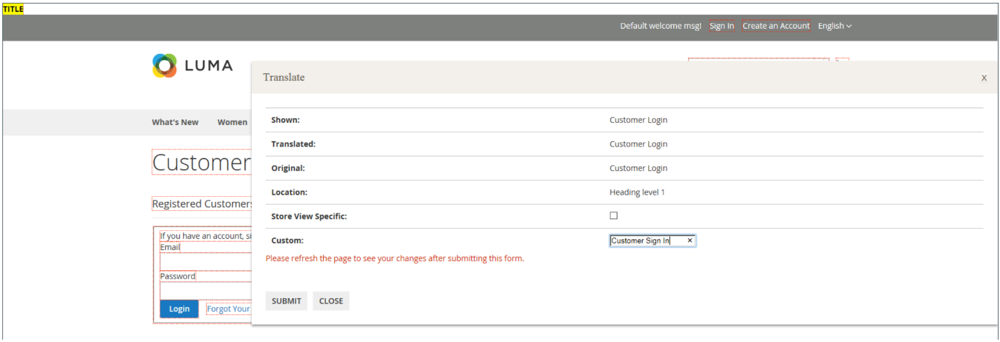 TITLE
Default welcome msg! Sign In Create an Account English
LUMA
Translate X
What's New Women
Shown: Customer Login
Translated: Customer Login
Original: Customer Login
Location: Heading level 1
Store View Specific:
Custom: Customer Sign In ×
Please refresh the page to see your changes after submitting this form.
SUBMIT CLOSE
Customer
Registered Customers
If you have an account, si
Email
Password
Login Forgot Your